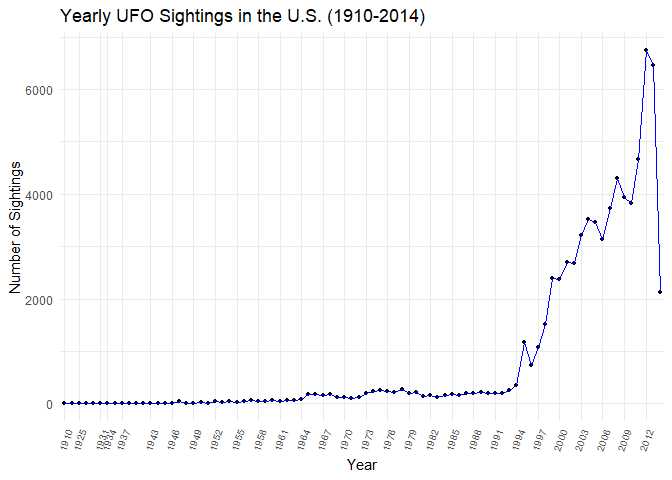 Yearly UFO Sightings in the U.S. (1910-2014)
Number of Sightings
6000
4000
2000
0
1910 1925 1931 1934 1937 1943 1946 1949 1952 1955 1958 1961 1964 1967 1970 1973 1976 1979 1982 1985 1988 1991 1994 1997 2000 2003 2006 2009 2012
Year